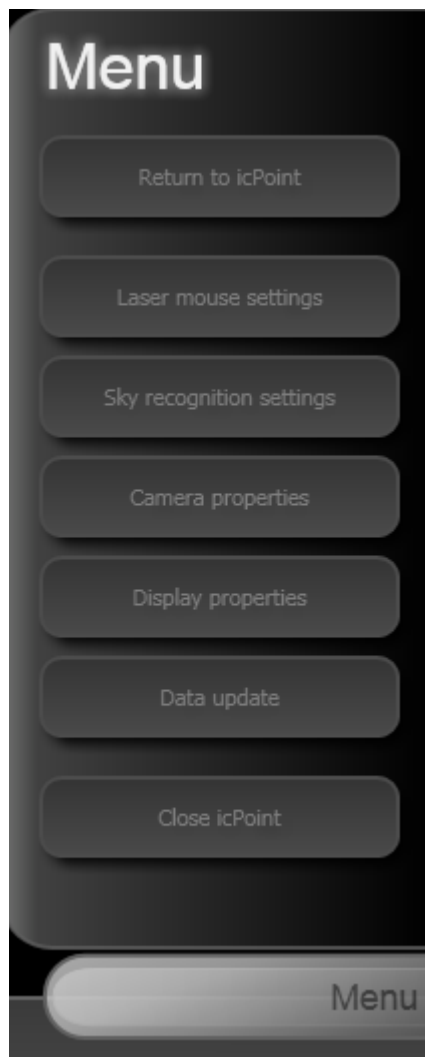 Menu
Return to icPoint
Laser mouse settings
Sky recognition settings
Camera properties
Display properties
Data update
Close icPoint
Menu